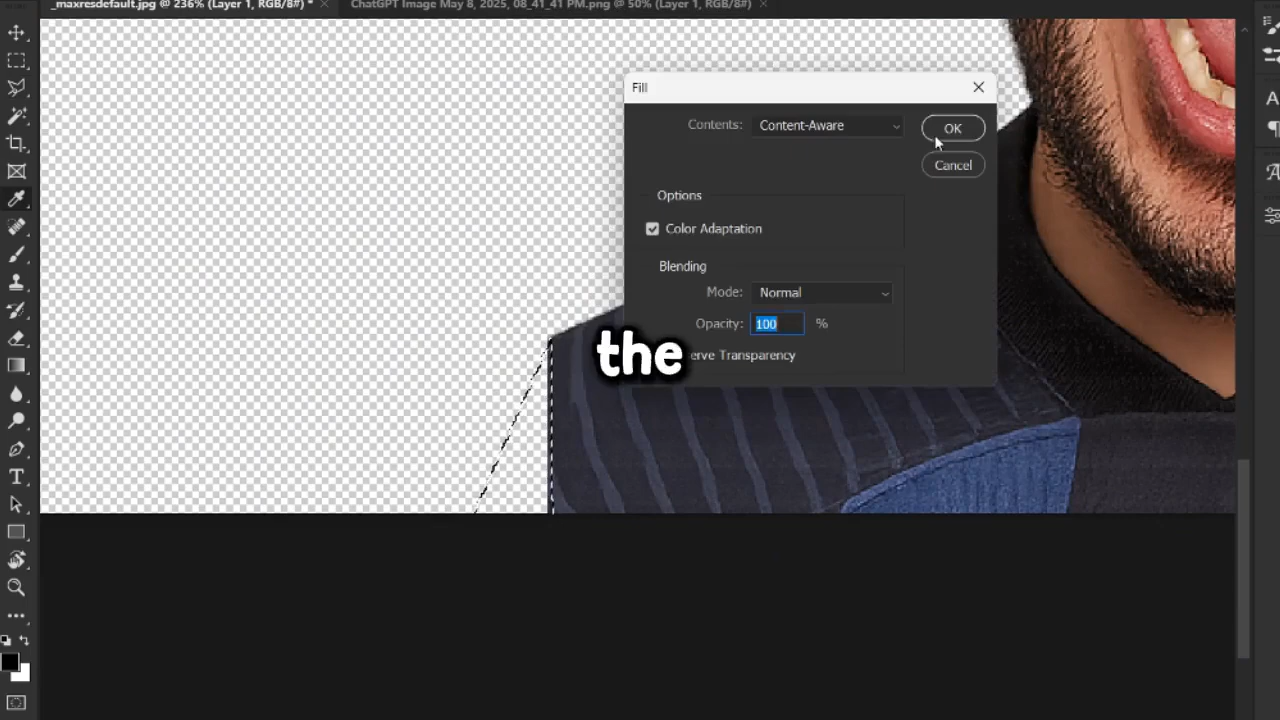 _maxresdefault.jpg @ 236% (Layer 1, RGB/8#) *
ChatGPT Image May 8, 2025, 08_41_41 PM.png @ 50% (Layer 1, RGB/8#)
Fill
Contents: Content-Aware
OK
Cancel
Options
Color Adaptation
Blending
Mode: Normal
Opacity: 100 %
the
erve Transparency